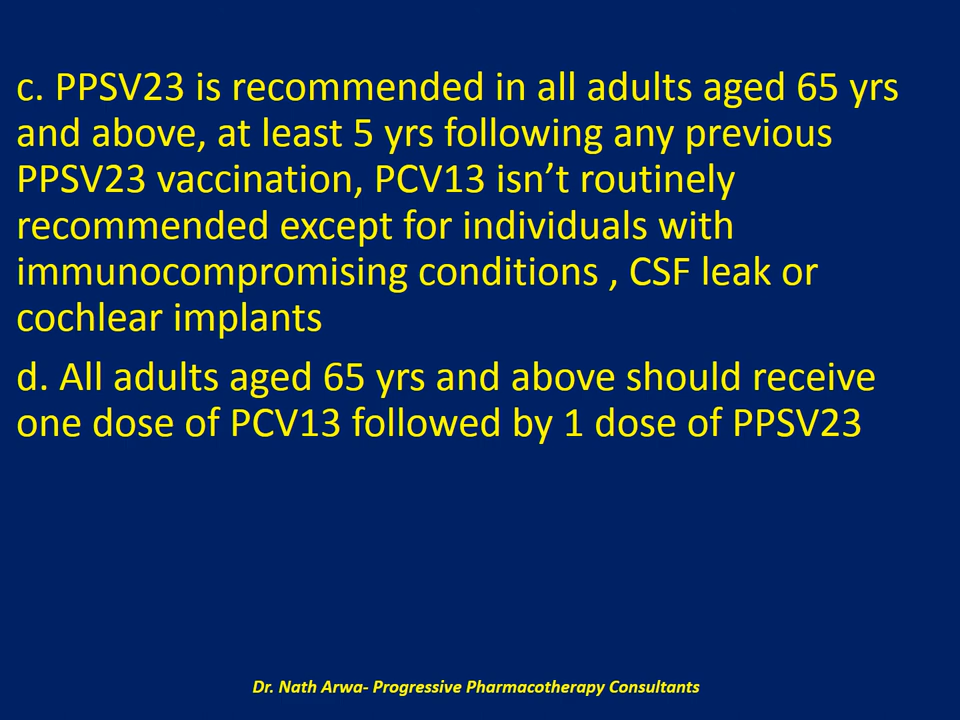 c. PPSV23 is recommended in all adults aged 65 yrs
and above, at least 5 yrs following any previous
PPSV23 vaccination, PCV13 isn’t routinely
recommended except for individuals with
immunocompromising conditions , CSF leak or
cochlear implants
d. All adults aged 65 yrs and above should receive
one dose of PCV13 followed by 1 dose of PPSV23
Dr. Nath Arwa- Progressive Pharmacotherapy Consultants